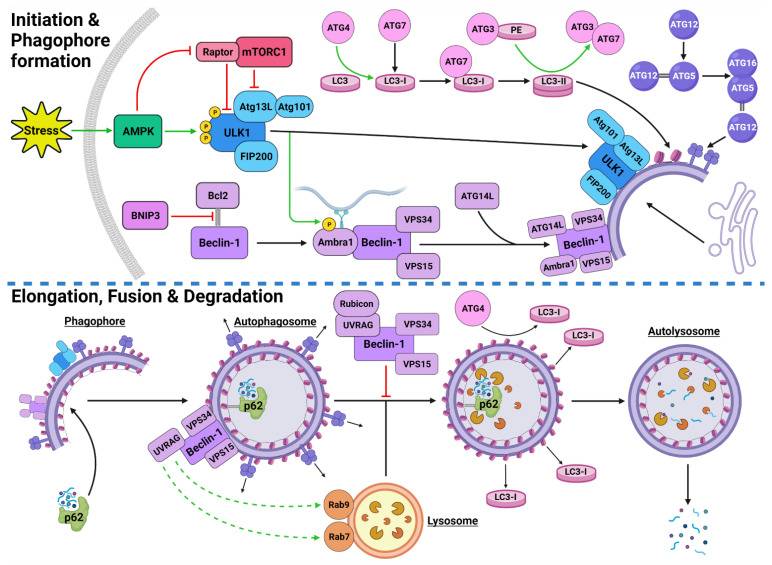 Initiation &
Phagophore
formation
Stress
AMPK
Raptor
mTORC1
P
P
P
Atg13L
Atg101
ULK1
FIP200
BNIP3
Bcl2
Beclin-1
P
Ambra1
Beclin-1
VPS34
VPS15
ATG14L
ATG4
ATG7
LC3
LC3-I
ATG7
LC3-I
ATG3
PE
LC3-II
ATG3
ATG7
ATG12
ATG12
ATG5
ATG16
ATG5
ATG12
Atg101
Atg13L
ULK1
FIP200
ATG14L
VPS34
Beclin-1
Ambra1
VPS15
Elongation, Fusion & Degradation
Phagophore
p62
Autophagosome
p62
UVRAG
VPS34
Beclin-1
VPS15
Rubicon
UVRAG
VPS34
Beclin-1
VPS15
Rab9
Rab7
Lysosome
ATG4
LC3-I
LC3-I
p62
LC3-I
LC3-I
Autolysosome